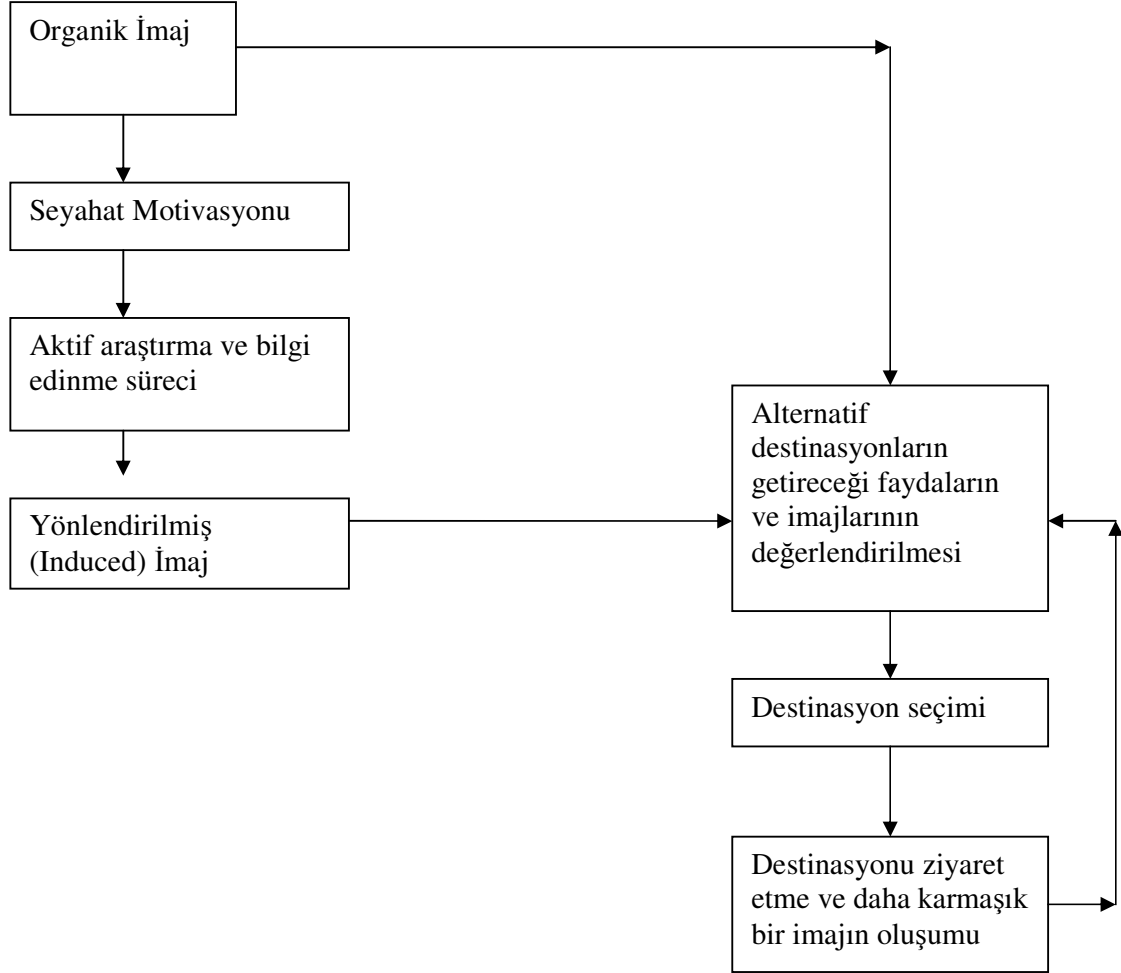 Organik İmaj
Seyahat Motivasyonu
Aktif araştırma ve bilgi
edinme süreci
Yönlendirilmiş
(Induced) İmaj
Alternatif
destinasyonların
getireceği faydaların
ve imajlarının
değerlendirilmesi
Destinasyon seçimi
Destinasyonu ziyaret
etme ve daha karmaşık
bir imajın oluşumu